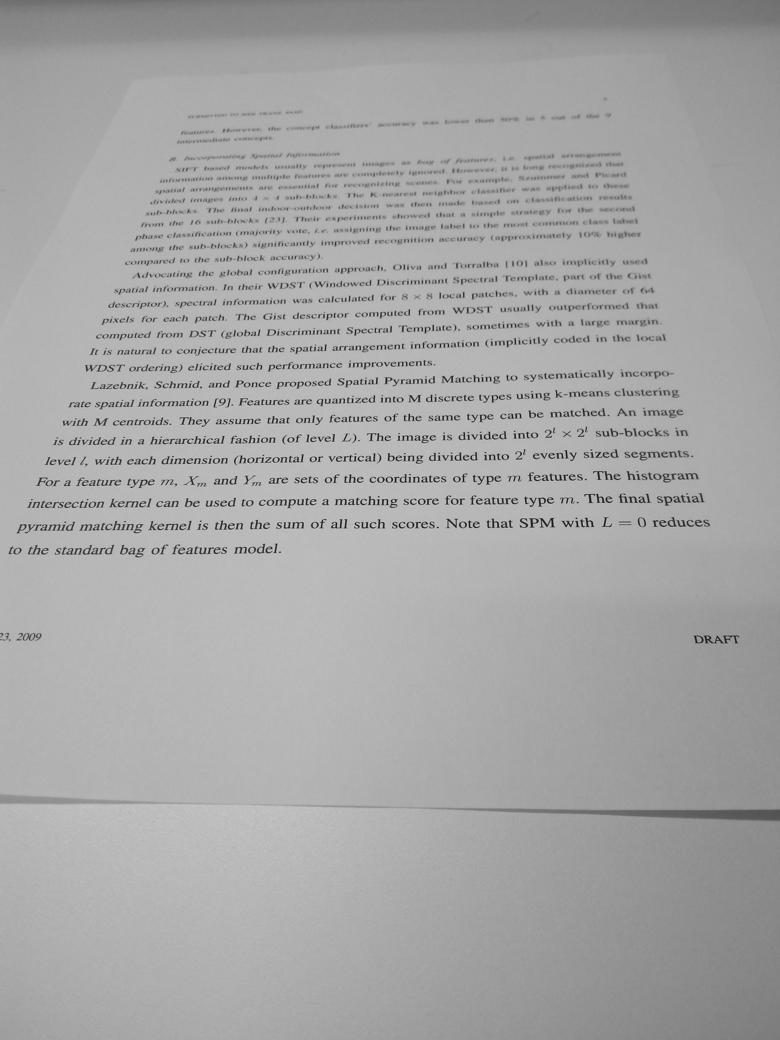 SUBMITTED TO IEEE TRANS. PAMI
features. However, the concept classifiers' accuracy was lower than 50% in 5 out of the 9
intermediate concepts.
B. Incorporating Spatial Information
SIFT based models usually represent images as bag of features, i.e. spatial arrangement
information among multiple features are completely ignored. However, it is long recognized that
spatial arrangements are essential for recognizing scenes. For example, Szummer and Picard
divided images into 4 × 4 sub-blocks. The K-nearest neighbor classifier was applied to these
sub-blocks. The final indoor-outdoor decision was then made based on classification results
from the 16 sub-blocks [23]. Their experiments showed that a simple strategy for the second
phase classification (majority vote, i.e. assigning the image label to the most common class label
among the sub-blocks) significantly improved recognition accuracy (approximately 10% higher
compared to the sub-block accuracy).
Advocating the global configuration approach, Oliva and Torralba [10] also implicitly used
spatial information. In their WDST (Windowed Discriminant Spectral Template, part of the Gist
descriptor), spectral information was calculated for 8 × 8 local patches, with a diameter of 64
pixels for each patch. The Gist descriptor computed from WDST usually outperformed that
computed from DST (global Discriminant Spectral Template), sometimes with a large margin.
It is natural to conjecture that the spatial arrangement information (implicitly coded in the local
WDST ordering) elicited such performance improvements.
Lazebnik, Schmid, and Ponce proposed Spatial Pyramid Matching to systematically incorpo-
rate spatial information [9]. Features are quantized into M discrete types using k-means clustering
with M centroids. They assume that only features of the same type can be matched. An image
is divided in a hierarchical fashion (of level L). The image is divided into 2^l × 2^l sub-blocks in
level l, with each dimension (horizontal or vertical) being divided into 2^l evenly sized segments.
For a feature type m, X_m and Y_m are sets of the coordinates of type m features. The histogram
intersection kernel can be used to compute a matching score for feature type m. The final spatial
pyramid matching kernel is then the sum of all such scores. Note that SPM with L = 0 reduces
to the standard bag of features model.
23, 2009
DRAFT